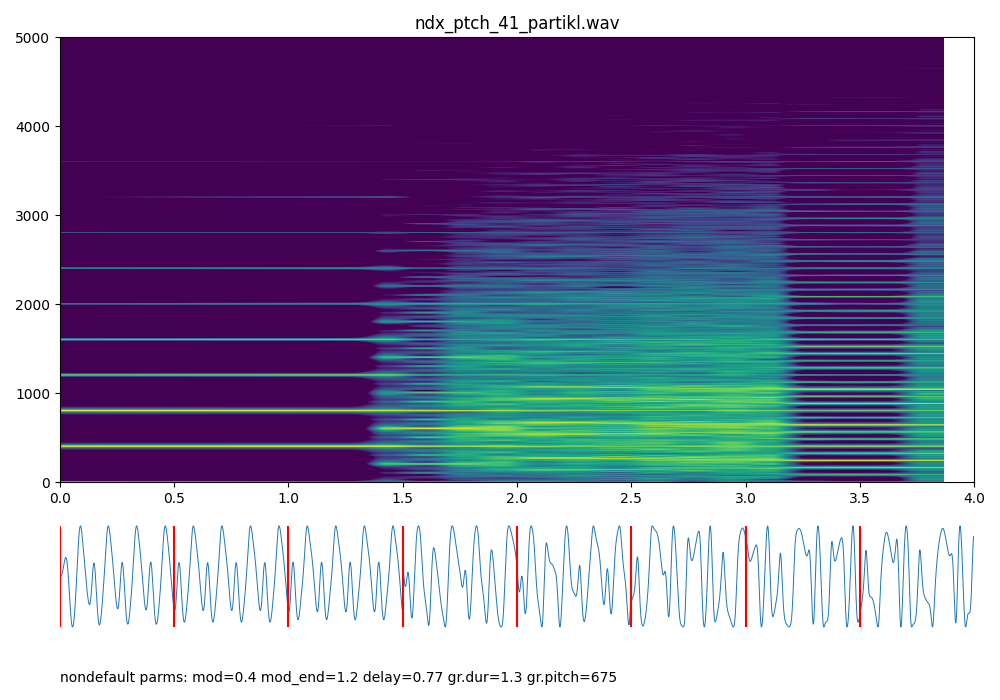 ndx_ptch_41_partikl.wav
5000
4000
3000
2000
1000
0
0.0 0.5 1.0 1.5 2.0 2.5 3.0 3.5 4.0
nondefault parms: mod=0.4 mod_end=1.2 delay=0.77 gr.dur=1.3 gr.pitch=675